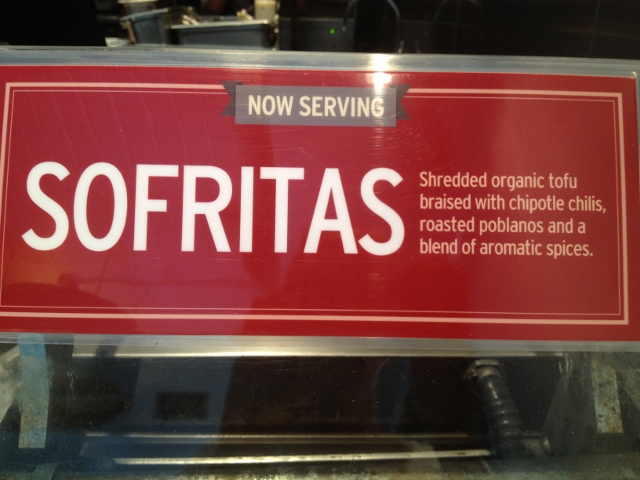 NOW SERVING
SOFRITAS
Shredded organic tofu
braised with chipotle chilis,
roasted poblanos and a
blend of aromatic spices.